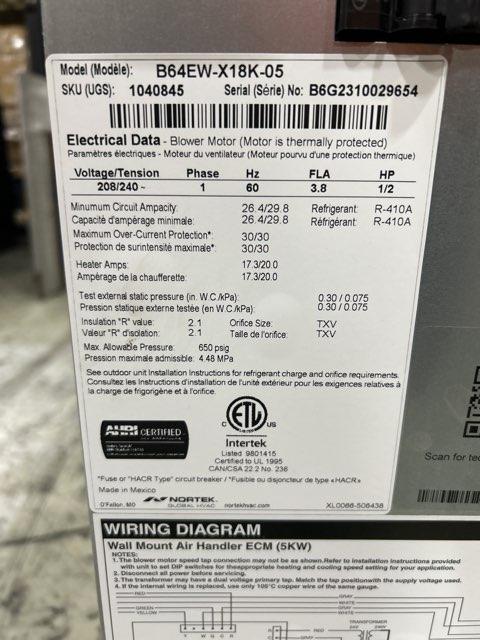 Model (Modèle): B64EW-X18K-05
SKU (UGS): 1040845 Serial (Série) No: B6G2310029654
Electrical Data - Blower Motor (Motor is thermally protected)
Paramètres électriques - Moteur du ventilateur (Moteur pourvu d'une protection thermique)
Voltage/Tension Phase Hz FLA HP
208/240 ~ 1 60 3.8 1/2
Minimum Circuit Ampacity: 26.4/29.8 Refrigerant: R-410A
Capacité d'ampérage minimale: 26.4/29.8 Réfrigérant: R-410A
Maximum Over-Current Protection*: 30/30
Protection de surintensité maximale*: 30/30
Heater Amps: 17.3/20.0
Ampérage de la chaufferette: 17.3/20.0
Test external static pressure (in. W.C./kPa): 0.30 / 0.075
Pression statique externe testée (en W.C./kPa): 0.30 / 0.075
Insulation "R" value: 2.1 Orifice Size: TXV
Valeur "R" d'isolation: 2.1 Taille de l'orifice: TXV
Max. Allowable Pressure: 650 psig
Pression maximale admissible: 4.48 MPa
See outdoor unit Installation Instructions for refrigerant charge and orifice requirements.
Consultez les Instructions d'installation de l'unité extérieur pour les exigences relatives à
la charge de frigorigène et d'orifice.
AHRI CERTIFIED
C ETL US
Intertek
Listed 9801415
Certified to UL 1995
CAN/CSA 22.2 No. 236
*Fuse or "HACR Type" circuit breaker / *Fusible ou disjoncteur de type «HACR»
Made in Mexico
O'Fallon, MO NORTEK GLOBAL HVAC nortekhvac.com XL0086-506438
Scan for tec
WIRING DIAGRAM
Wall Mount Air Handler ECM (5KW)
NOTES:
1. The blower motor speed tap connection may not be as shown. Refer to installation instructions provided
with unit to set DIP switches for theappropriate heating and cooling speed setting for your application.
2. Disconnect all power before servicing.
3. The transformer may have a dual voltage primary tap. Match the tap positionwith the supply voltage used.
4. If the internal wiring is replaced, use only 105°C copper wire of the same gauge.
RED GRAY
WHITE
GREEN GRAY
YELLOW WHITE
TRANSFORMER
24V 240V
Y W G C R
RED